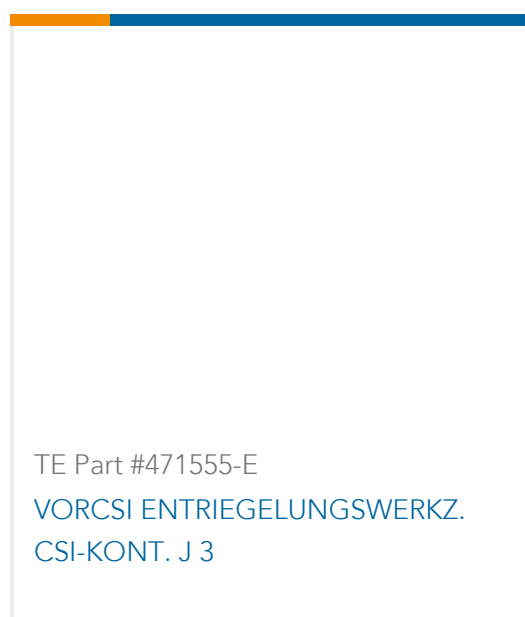 TE Part #471555-E
VORCSI ENTRIEGELUNGSWERKZ.
CSI-KONT. J 3